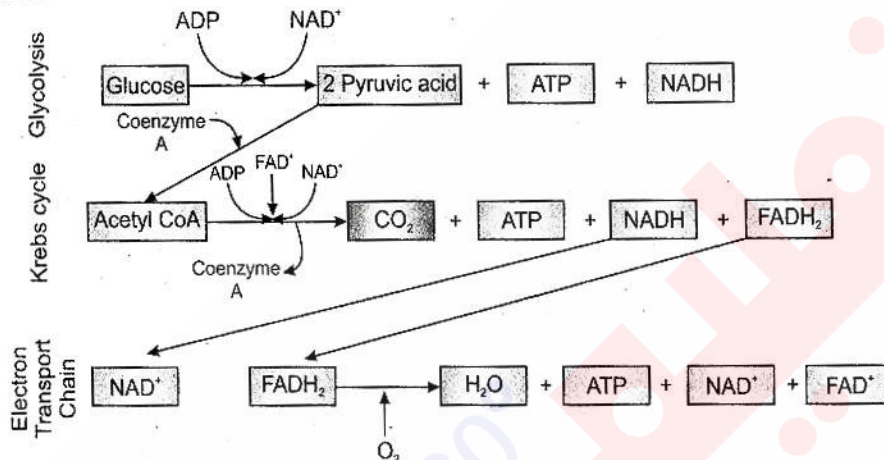 ADP NAD⁺
Glycolysis
Glucose 2 Pyruvic acid + ATP + NADH
Coenzyme
A
ADP FAD⁺ NAD⁺
Krebs cycle
Acetyl CoA CO₂ + ATP + NADH + FADH₂
Coenzyme
A
Electron
Transport
Chain
NAD⁺ FADH₂ H₂O + ATP + NAD⁺ + FAD⁺
O₂